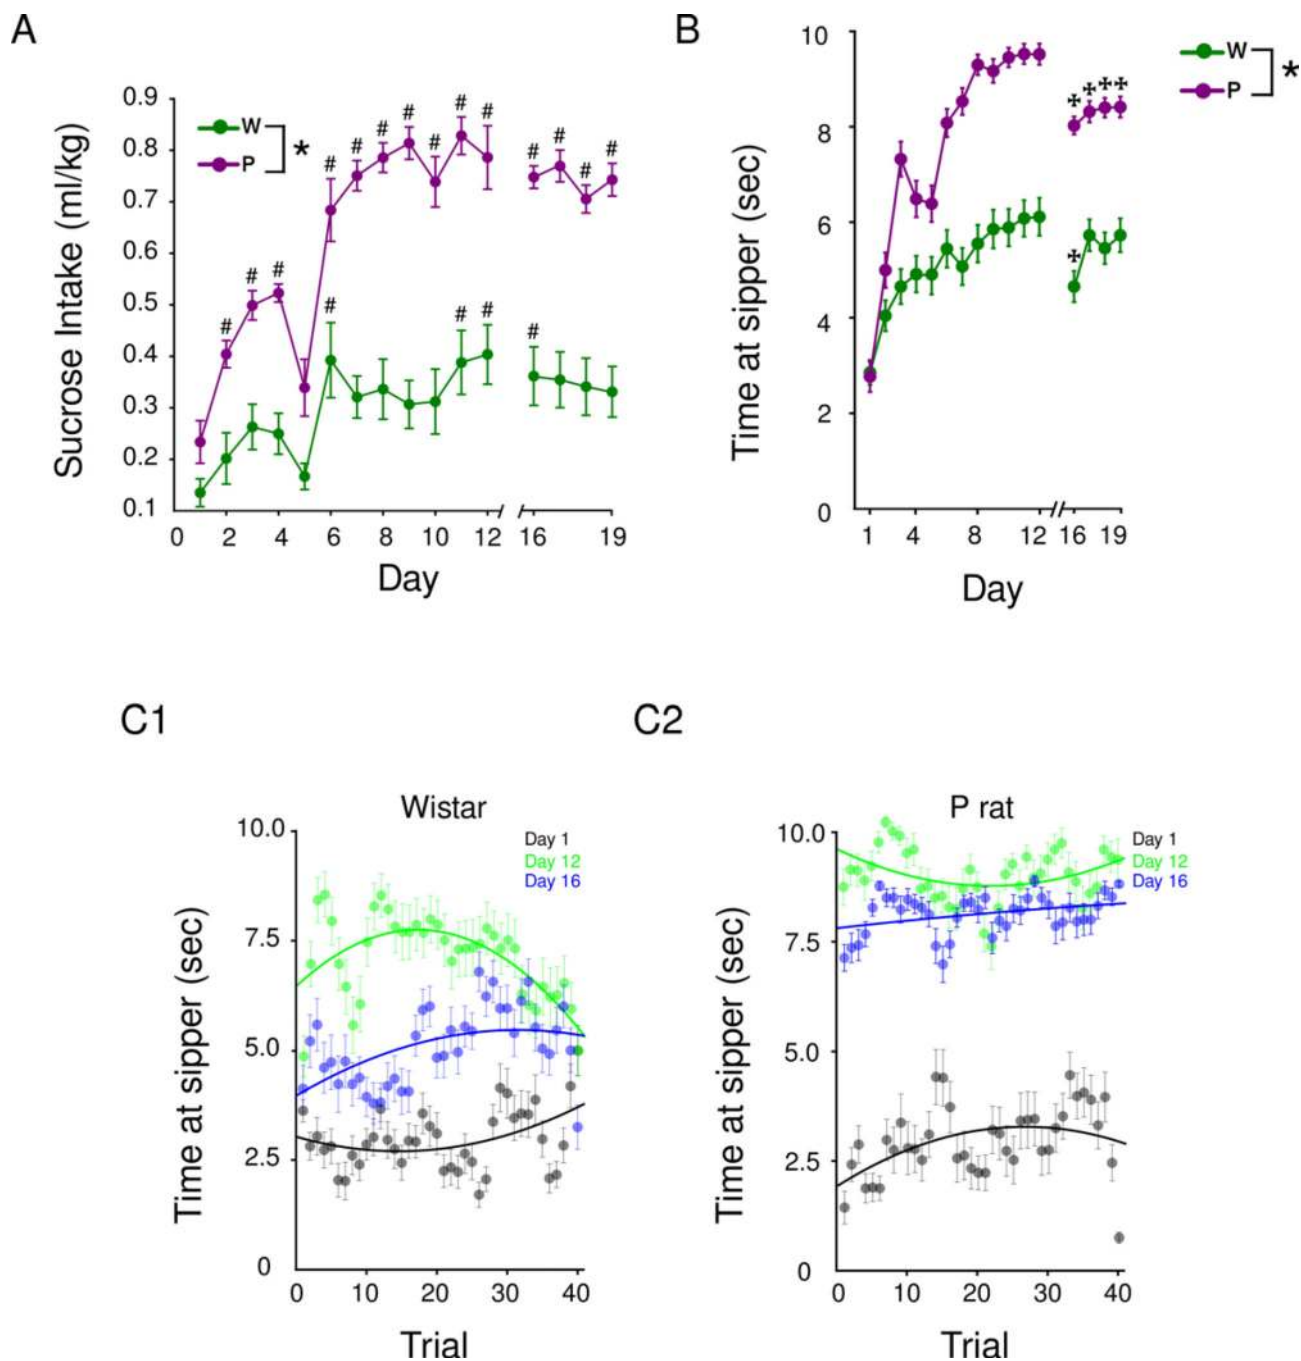 A
Sucrose Intake (ml/kg)
0.9
0.8
0.7
0.6
0.5
0.4
0.3
0.2
0.1
W
P
*
# # # # # # # # # # # # # #
# # # #
0 2 4 6 8 10 12 16 19
Day
B
Time at sipper (sec)
10
8
6
4
2
0
W
P
*
✠ ✠ ✠ ✠
✠
1 4 8 12 16 19
Day
C1
Wistar
Time at sipper (sec)
10.0
7.5
5.0
2.5
0
Day 1
Day 12
Day 16
0 10 20 30 40
Trial
C2
P rat
Time at sipper (sec)
10.0
7.5
5.0
2.5
0
Day 1
Day 12
Day 16
0 10 20 30 40
Trial